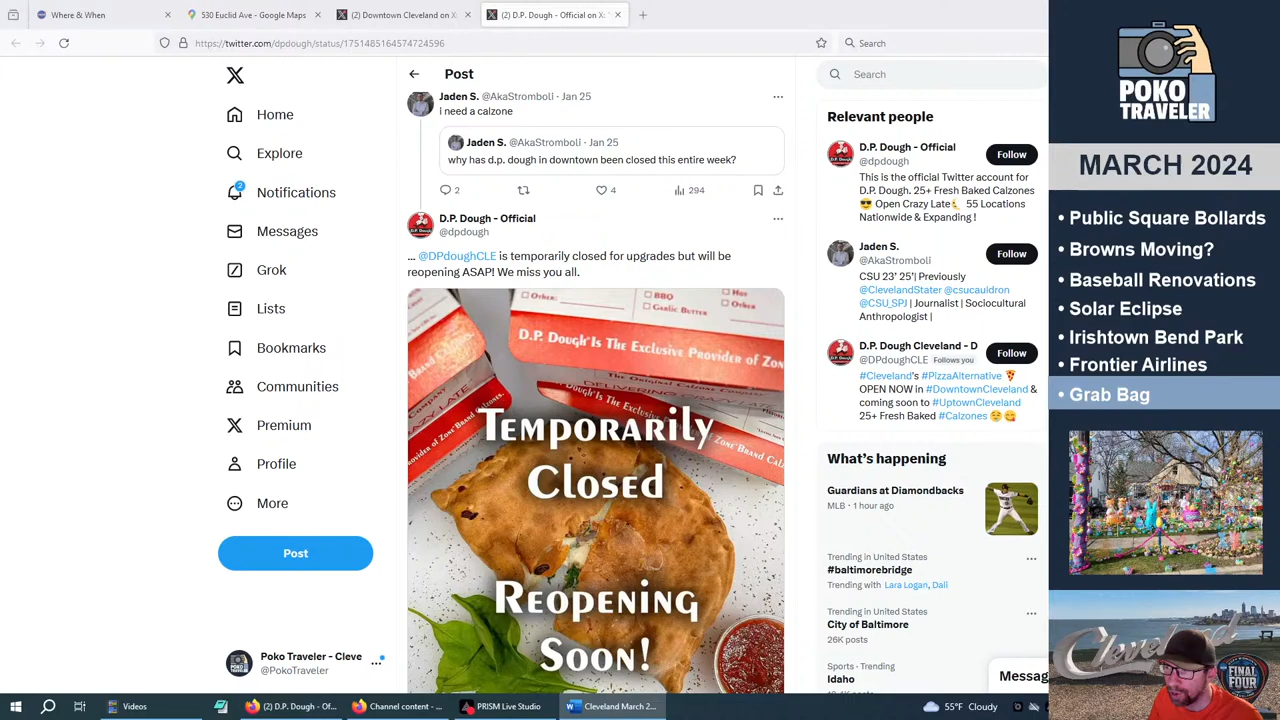 Where & When
530 Euclid Ave - Google Maps
(2) Downtown Cleveland on X
(2) D.P. Dough - Official on X
https://twitter.com/dpdough/status/1751485164574724596
Search
Home
Explore
2
Notifications
Messages
Grok
Lists
Bookmarks
Communities
Premium
Profile
More
Post
Poko Traveler - Cleve
@PokoTraveler
Post
Jaden S. @AkaStromboli · Jan 25
i need a calzone
Jaden S. @AkaStromboli · Jan 25
why has d.p. dough in downtown been closed this entire week?
2
4
294
D.P. Dough - Official
@dpdough
... @DPdoughCLE is temporarily closed for upgrades but will be
reopening ASAP! We miss you all.
Other:
BBQ
Garlic Butter
Hot
Other:
D.P. Dough Is The Exclusive Provider of Zone
The Original Calzone
DELIVERING CRAZY
Temporarily
Closed
Reopening
Soon!
Search
Relevant people
D.P. Dough - Official
@dpdough
Follow
This is the official Twitter account for
D.P. Dough. 25+ Fresh Baked Calzones
😎 Open Crazy Late🌜 55 Locations
Nationwide & Expanding !
Jaden S.
@AkaStromboli
Follow
CSU 23' 25'| Previously
@ClevelandStater @csucauldron
@CSU_SPJ | Journalist | Sociocultural
Anthropologist |
D.P. Dough Cleveland - D
@DPdoughCLE Follows you
Follow
#Cleveland's #PizzaAlternative 🍕
OPEN NOW in #DowntownCleveland &
coming soon to #UptownCleveland
25+ Fresh Baked #Calzones ☺️😋
What's happening
Guardians at Diamondbacks
MLB · 1 hour ago
Trending in United States
#baltimorebridge
Trending with Lara Logan, Dali
Trending in United States
City of Baltimore
26K posts
Sports · Trending
Idaho
Messag
POKO
TRAVELER
MARCH 2024
• Public Square Bollards
• Browns Moving?
• Baseball Renovations
• Solar Eclipse
• Irishtown Bend Park
• Frontier Airlines
• Grab Bag
Cleveland
FINAL
FOUR
Videos
(2) D.P. Dough - Of...
Channel content - ...
PRISM Live Studio
Cleveland March 2...
55°F Cloudy